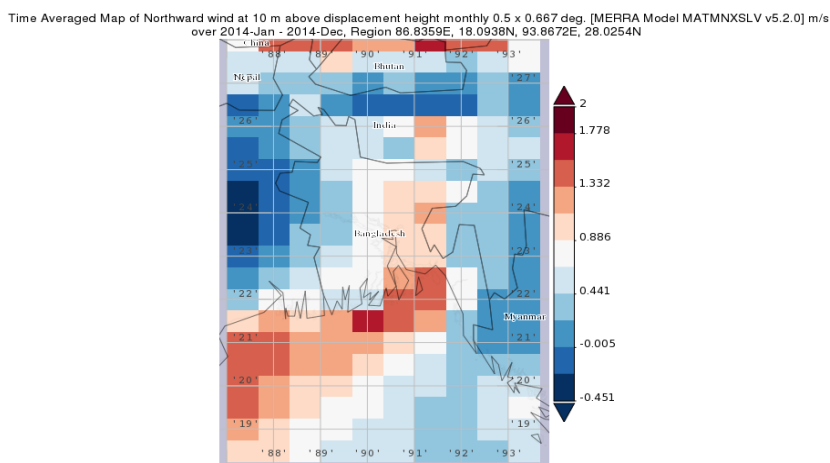 Time Averaged Map of Northward wind at 10 m above displacement height monthly 0.5 x 0.667 deg. [MERRA Model MATMNXSLV v5.2.0] m/s
over 2014-Jan - 2014-Dec, Region 86.8359E, 18.0938N, 93.8672E, 28.0254N
China
'88' '89' '90' '91' '92' '93'
Bhutan
Nepal '27' '27'
'26' India '26'
'25' '25'
'24' '24'
Bangladesh
'23' '23'
'22' '22'
Myanmar
'21' '21'
'20' '20'
'19' '19'
'88' '89' '90' '91' '92' '93'
2
1.778
1.332
0.886
0.441
-0.005
-0.451